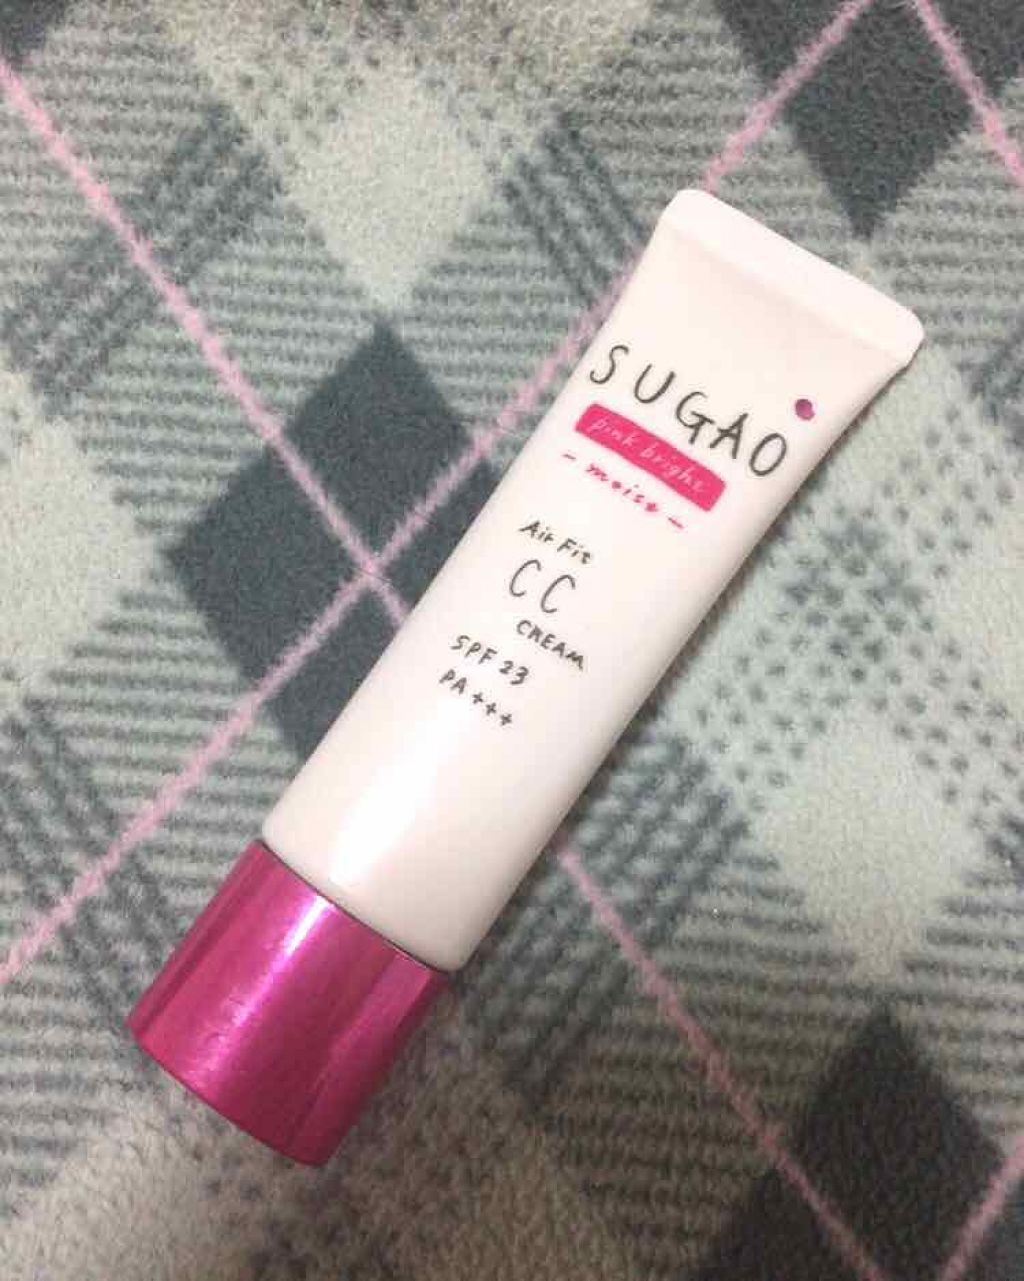 SUGAO
pink bright
- moist -
Air Fit
CC
CREAM
SPF 23
PA +++